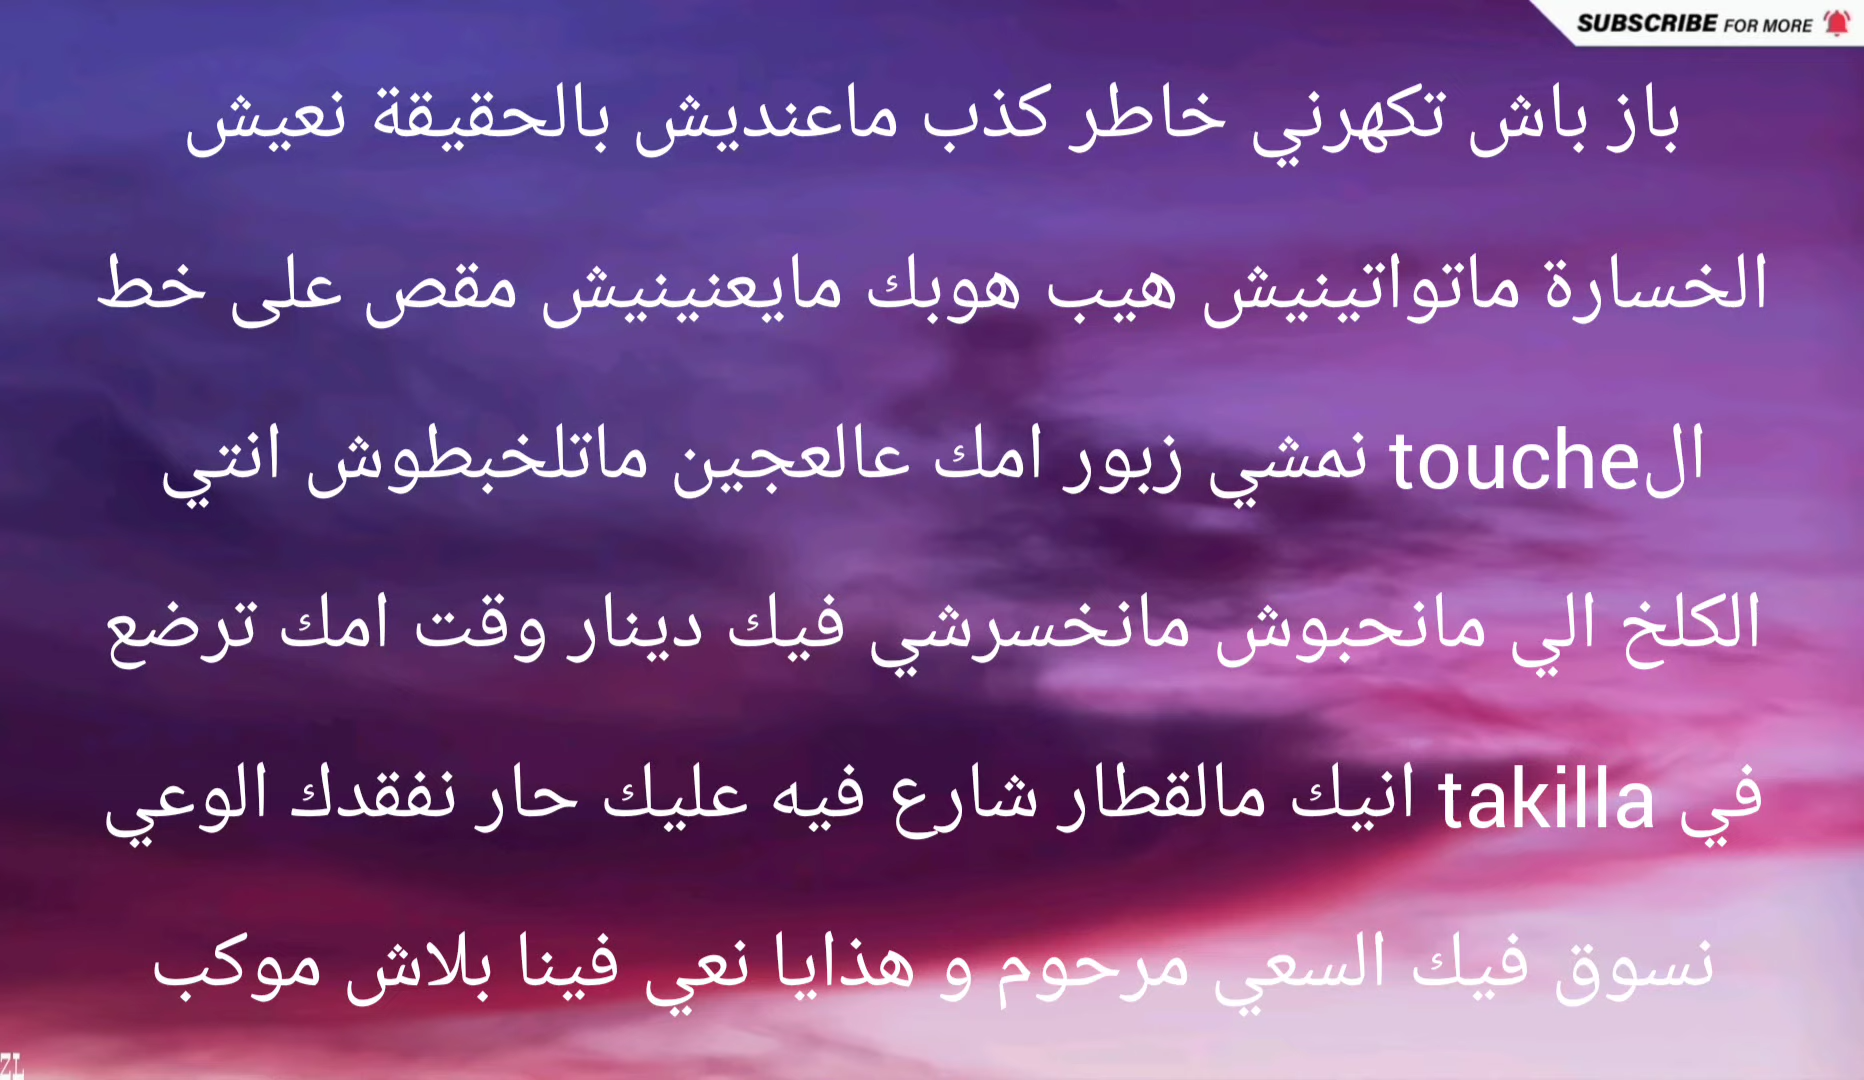 SUBSCRIBE FOR MORE
باز باش تكهرني خاطر كذب ماعنديش بالحقيقة نعيش
الخسارة ماتواتينيش هيب هوبك مايعنينيش مقص على خط
الtouche نمشي زبور امك عالعجين ماتلخبطوش انتي
الكلخ الي مانحبوش مانخسرشي فيك دينار وقت امك ترضع
في takilla انيك مالقطار شارع فيه عليك حار نفقدك الوعي
نسوق فيك السعي مرحوم و هذايا نعي فينا بلاش موكب
ZL